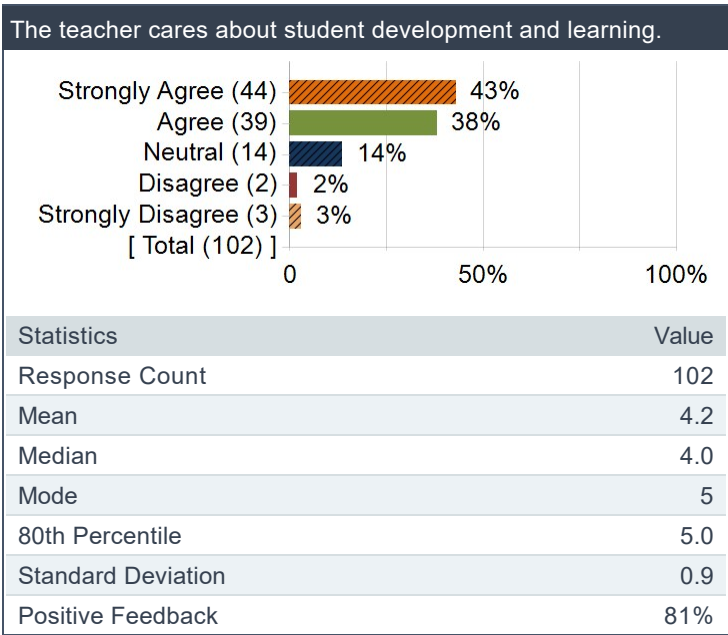 The teacher cares about student development and learning.
Strongly Agree (44) 43%
Agree (39) 38%
Neutral (14) 14%
Disagree (2) 2%
Strongly Disagree (3) 3%
[ Total (102) ]
0 50% 100%
Statistics Value
Response Count 102
Mean 4.2
Median 4.0
Mode 5
80th Percentile 5.0
Standard Deviation 0.9
Positive Feedback 81%